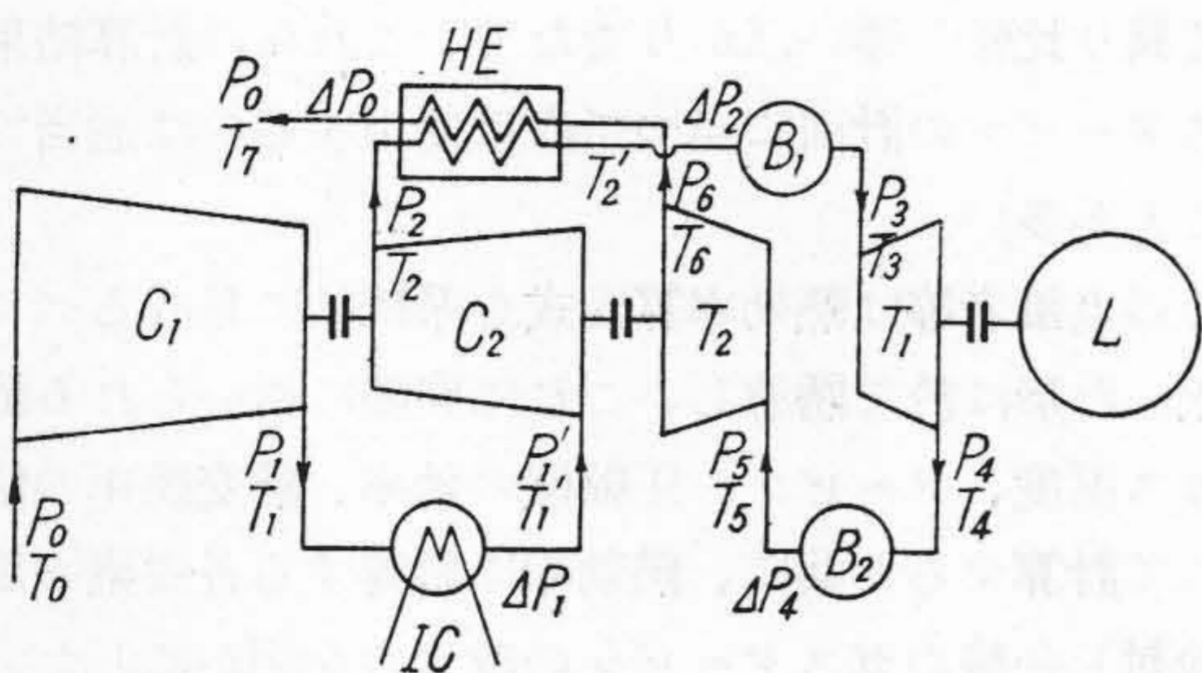 HE
P₀ ΔP₀
T₇
ΔP₂
B₁
T₂'
P₂
T₂
P₆
T₆
P₃
T₃
C₁
C₂
T₂
T₁
L
P₁
T₁
P₁'
T₁'
P₅
T₅
P₄
T₄
P₀
T₀
ΔP₁
ΔP₄
B₂
IC